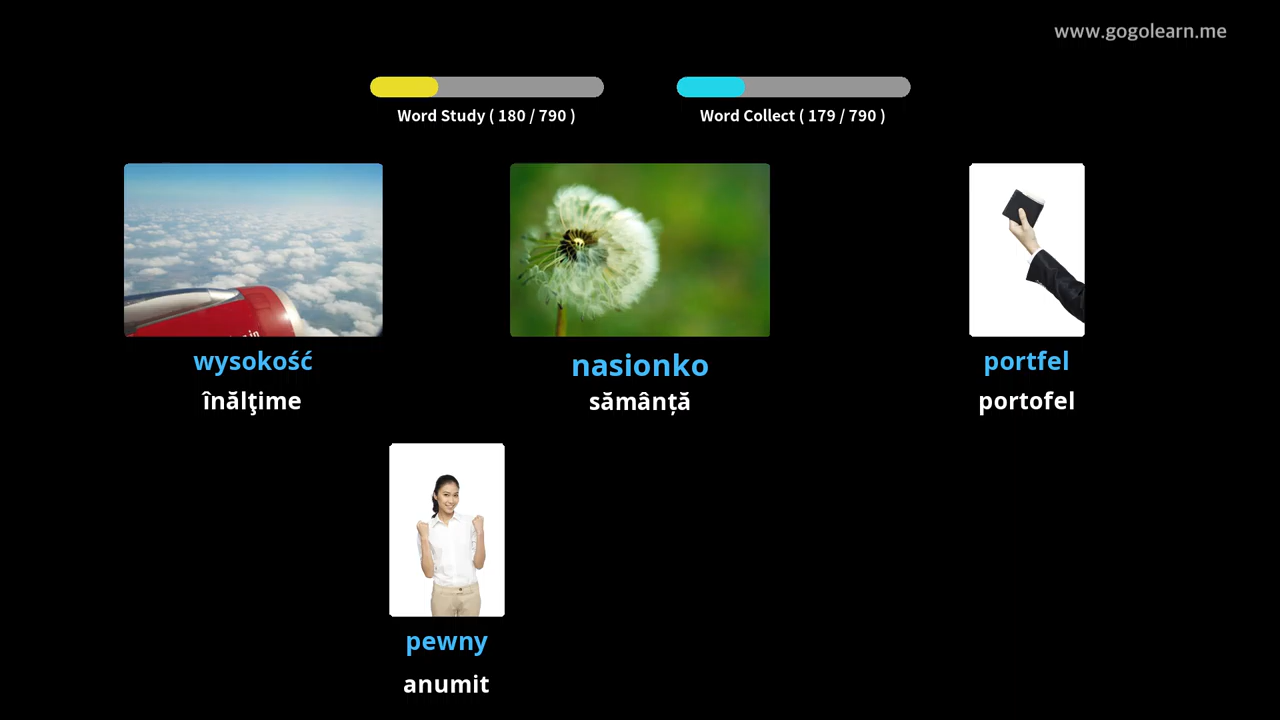 www.gogolearn.me
Word Study ( 180 / 790 )
Word Collect ( 179 / 790 )
wysokość
înălţime
nasionko
sămânță
portfel
portofel
pewny
anumit